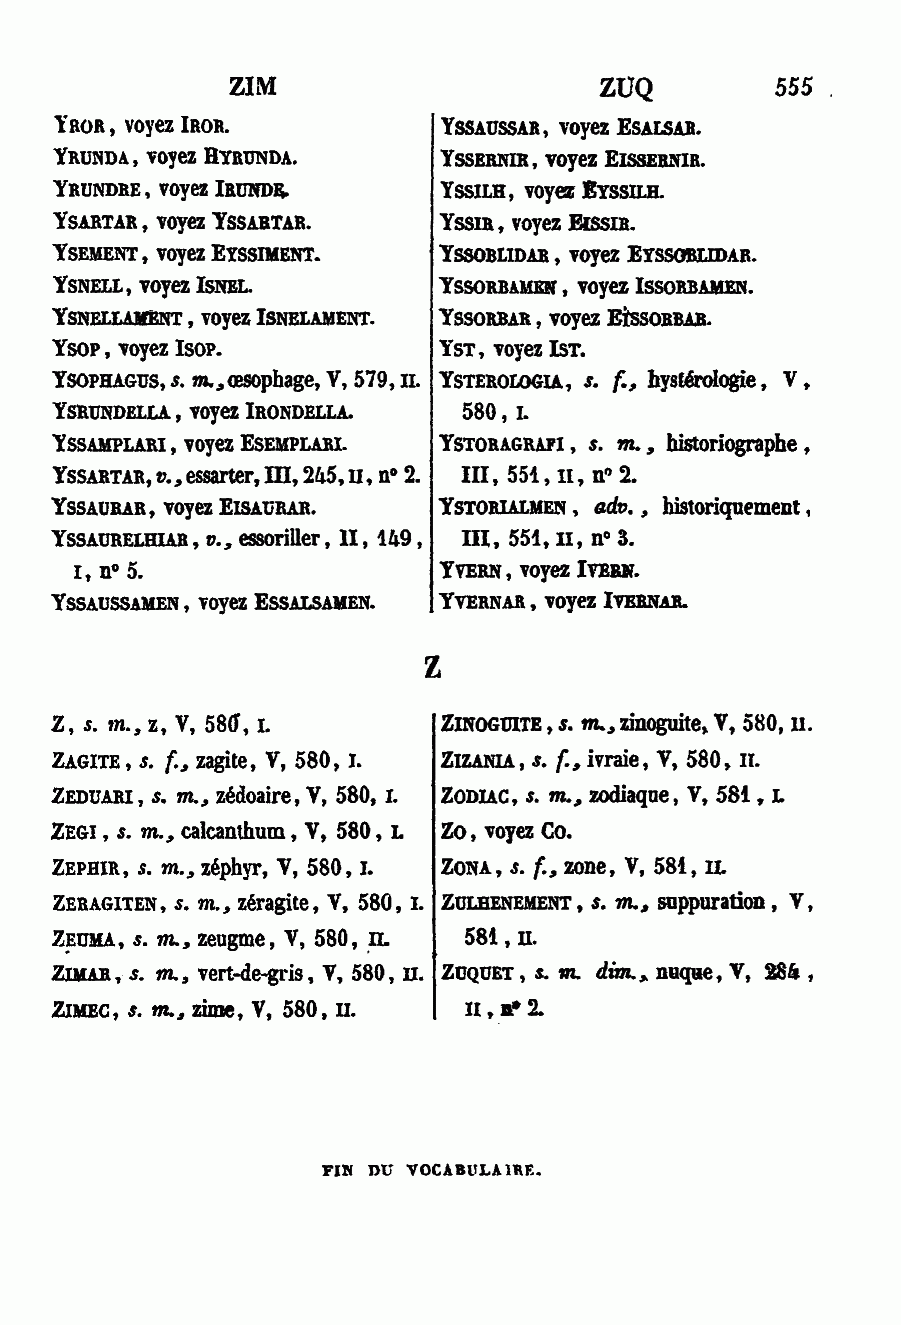 ZIM ZUQ 555
YROR, voyez IROR.
YRUNDA, voyez HYRUNDA.
YRUNDRE, voyez IRUNDE.
YSARTAR, voyez YSSARTAR.
YSEMENT, voyez EYSSIMENT.
YSNELL, voyez ISNEL.
YSNELLAMENT, voyez ISNELAMENT.
YSOP, voyez ISOP.
YSOPHAGUS, s. m., œsophage, V, 579, II.
YSRUNDELLA, voyez IRONDELLA.
YSSAMPLARI, voyez ESEMPLARI.
YSSARTAR, v., essarter, III, 245, II, n° 2.
YSSAURAR, voyez EISAURAR.
YSSAURELHIAR, v., essoriller, II, 149,
I, n° 5.
YSSAUSSAMEN, voyez ESSALSAMEN.
YSSAUSSAR, voyez ESALSAR.
YSSERNIR, voyez EISSERNIR.
YSSILH, voyez EYSSILH.
YSSIR, voyez EISSIR.
YSSOBLIDAR, voyez EYSSOBLIDAR.
YSSORBAMEN, voyez ISSORBAMEN.
YSSORBAR, voyez EISSORBAR.
YST, voyez IST.
YSTEROLOGIA, s. f., hystérologie, V,
580, I.
YSTORAGRAFI, s. m., historiographe,
III, 551, II, n° 2.
YSTORIALMEN, adv., historiquement,
III, 551, II, n° 3.
YVERN, voyez IVERN.
YVERNAR, voyez IVERNAR.
Z
Z, s. m., z, V, 580, I.
ZAGITE, s. f., zagite, V, 580, I.
ZEDUARI, s. m., zédoaire, V, 580, I.
ZEGI, s. m., calcanthum, V, 580, I.
ZEPHIR, s. m., zéphyr, V, 580, I.
ZERAGITEN, s. m., zéragite, V, 580, I.
ZEUMA, s. m., zeugme, V, 580, II.
ZIMAR, s. m., vert-de-gris, V, 580, II.
ZIMEC, s. m., zime, V, 580, II.
ZINOGUITE, s. m., zinoguite, V, 580, II.
ZIZANIA, s. f., ivraie, V, 580, II.
ZODIAC, s. m., zodiaque, V, 581, I.
ZO, voyez CO.
ZONA, s. f., zone, V, 581, II.
ZULHENEMENT, s. m., suppuration, V,
581, II.
ZUQUET, s. m. dim., nuque, V, 284,
II, n° 2.
FIN DU VOCABULAIRE.